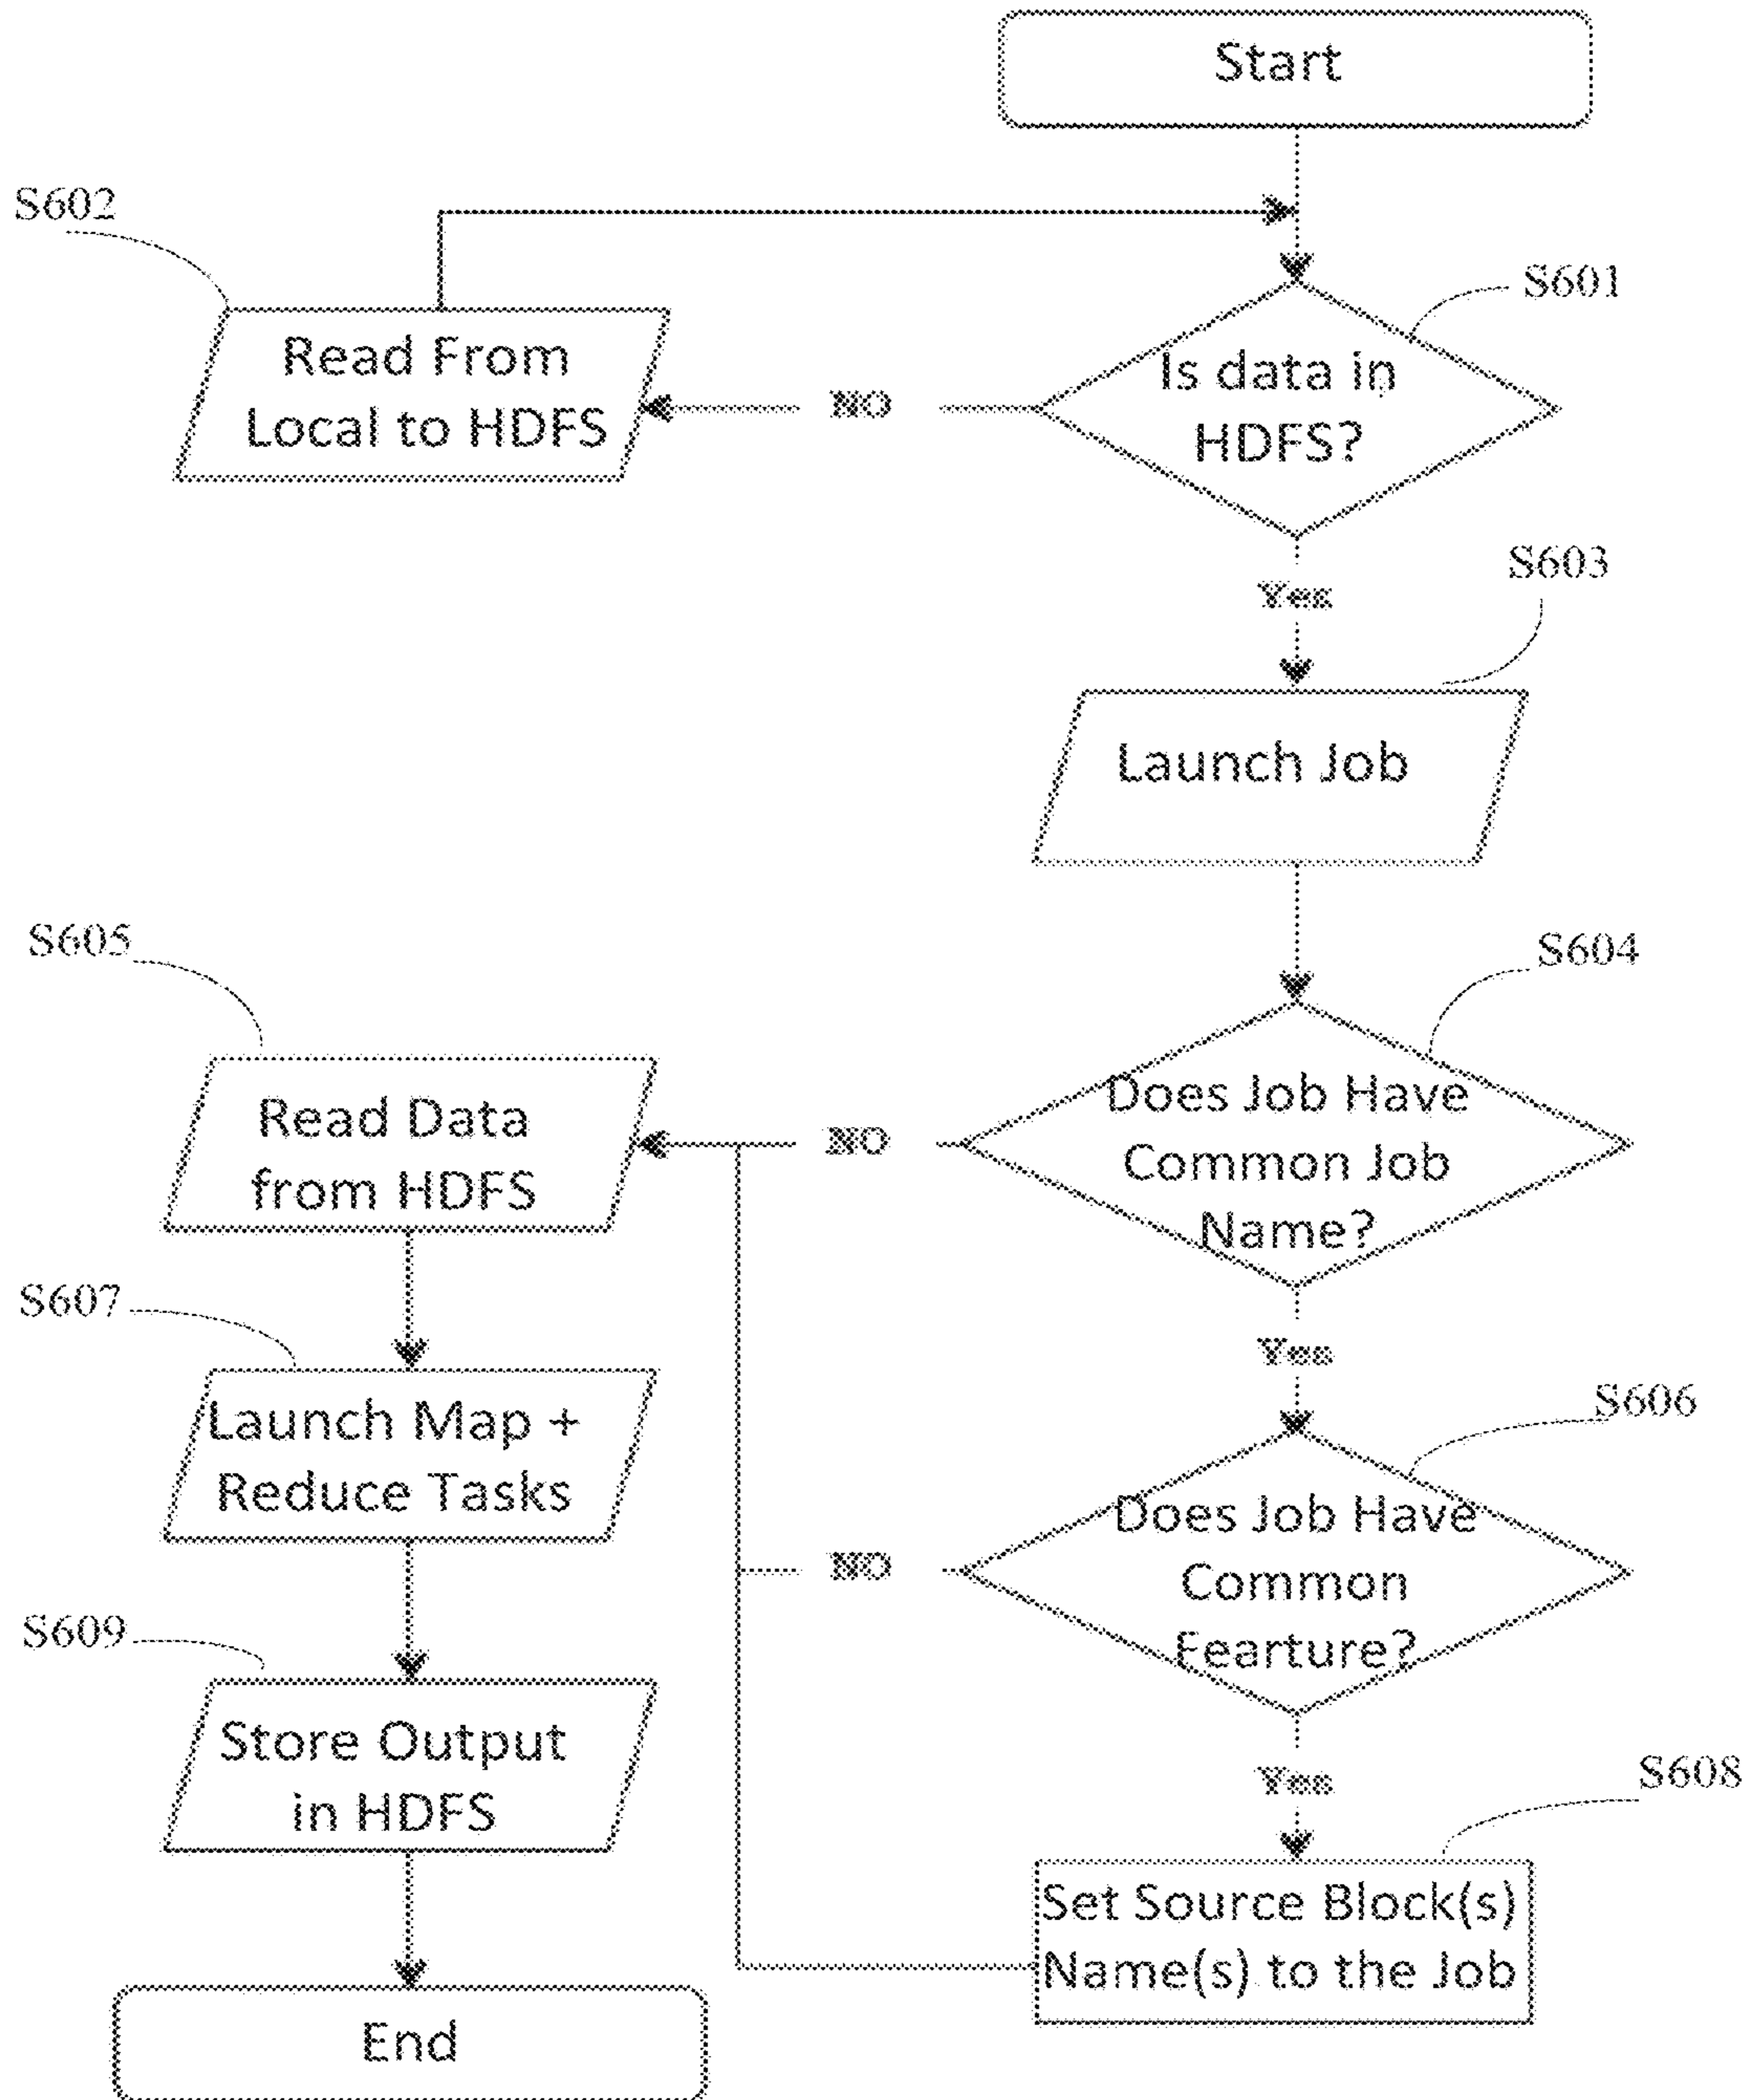 Start
S602
S601
Read From
Local to HDFS
NO
Is data in
HDFS?
S603
Yes
Launch Job
S605
S604
Read Data
from HDFS
NO
Does Job Have
Common Job
Name?
S607
Yes
S606
Launch Map +
Reduce Tasks
NO
Does Job Have
Common
Fearture?
S609
Store Output
in HDFS
Yes
S608
Set Source Block(s)
Name(s) to the Job
End